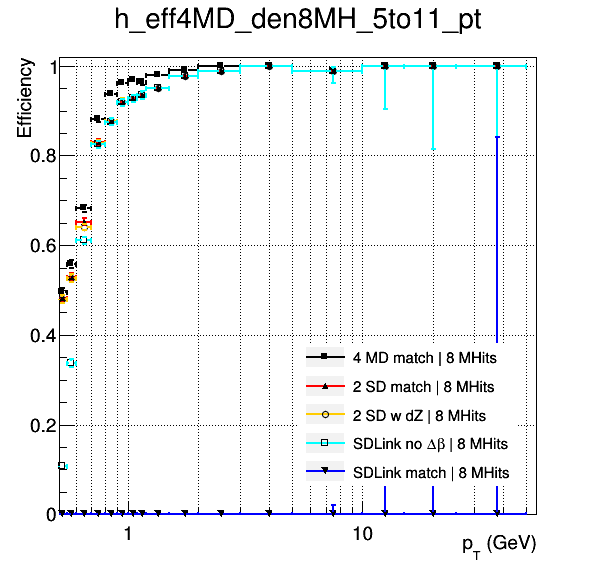 h_eff4MD_den8MH_5to11_pt
Efficiency
1
0.8
0.6
0.4
0.2
0
4 MD match | 8 MHits
2 SD match | 8 MHits
2 SD w dZ | 8 MHits
SDLink no Δβ | 8 MHits
SDLink match | 8 MHits
1
10
pT (GeV)